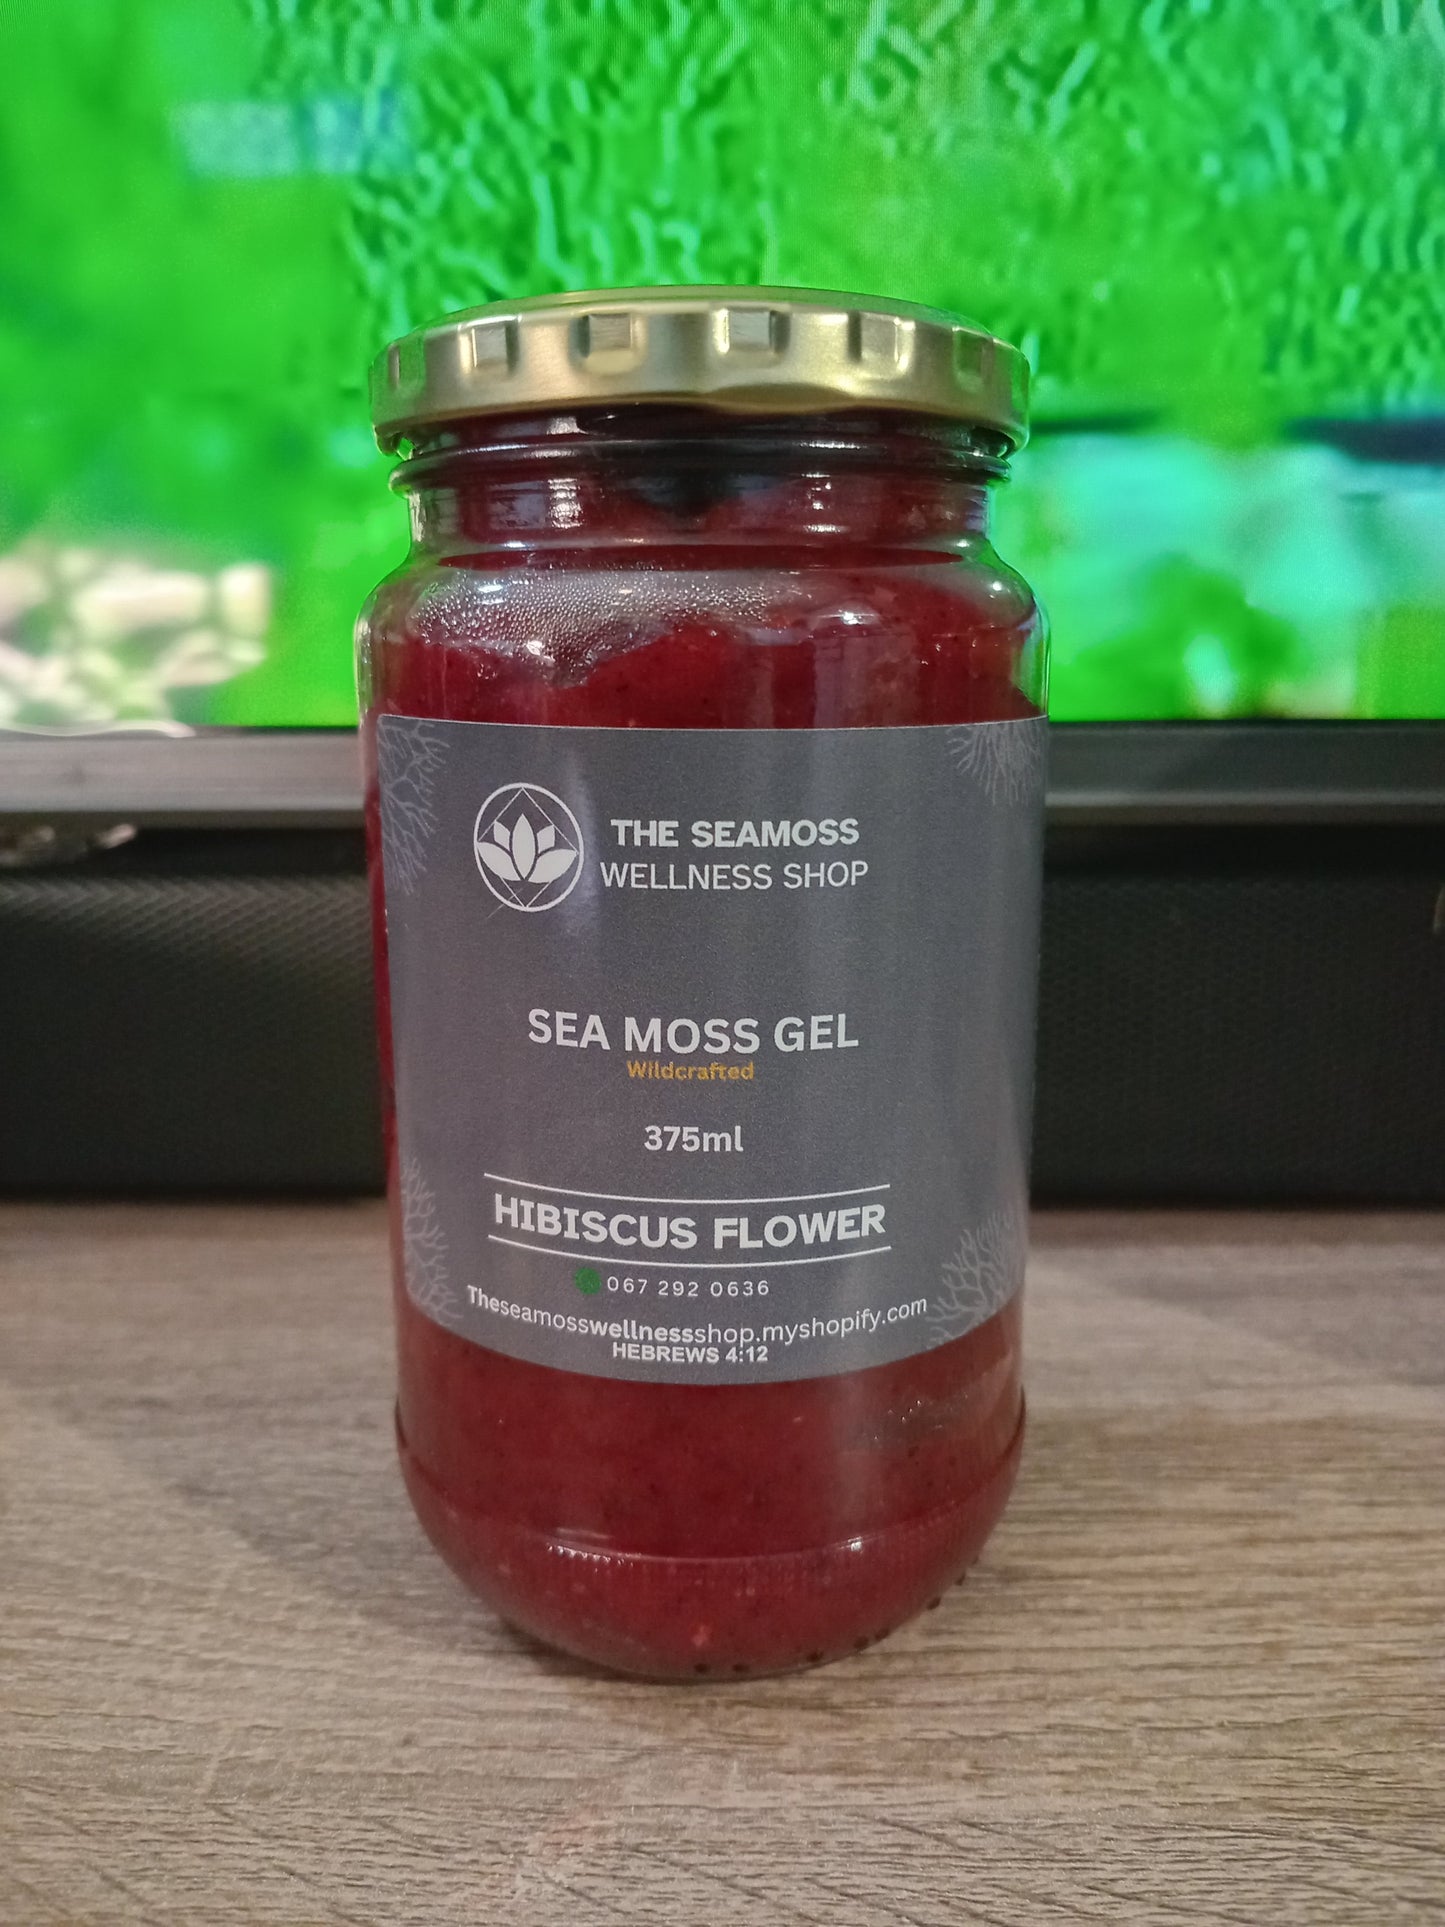 THE SEAMOSS
WELLNESS SHOP
SEA MOSS GEL
Wildcrafted
375ml
HIBISCUS FLOWER
067 292 0636
Theseamosswellnessshop.myshopify.com
HEBREWS 4:12